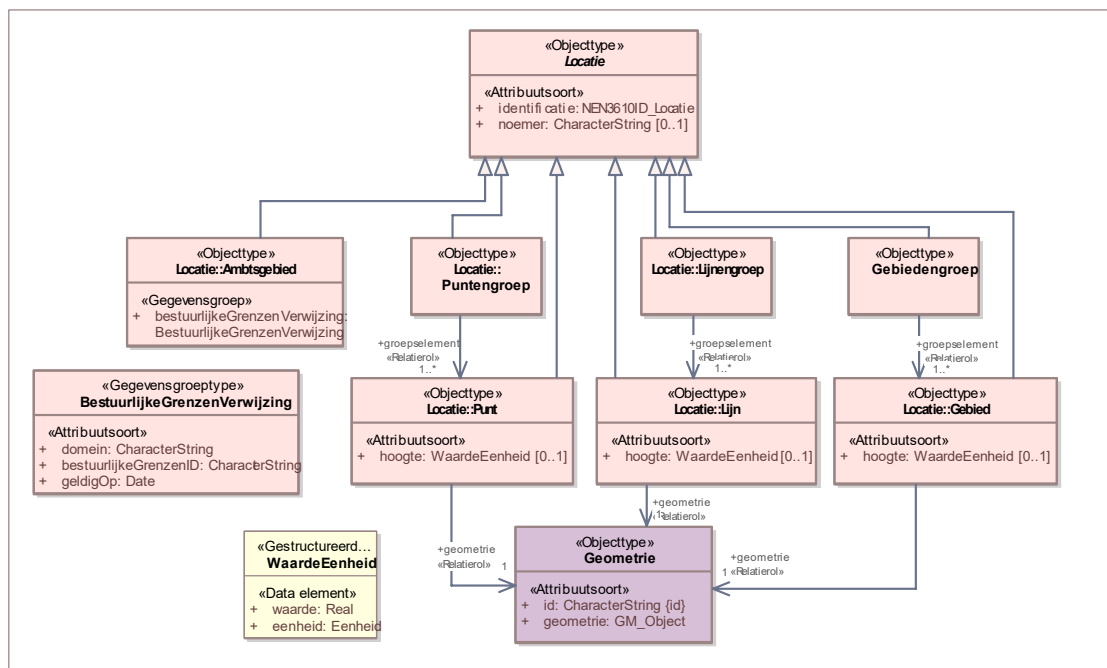 «Objecttype»
Locatie
«Attribuutsoort»
+ identificatie: NEN3610ID_Locatie
+ noemer: CharacterString [0..1]
«Objecttype»
Locatie::Ambtsgebied
«Gegevensgroep»
+ bestuurlijkeGrenzenVerwijzing:
BestuurlijkeGrenzenVerwijzing
«Objecttype»
Locatie::
Puntengroep
«Objecttype»
Locatie::Lijnengroep
«Objecttype»
Gebiedengroep
+groepselement
«Relatierol»
1..*
+groepselement
«Relatierol»
1..*
+groepselement
«Relatierol»
1..*
«Gegevensgroeptype»
BestuurlijkeGrenzenVerwijzing
«Attribuutsoort»
+ domein: CharacterString
+ bestuurlijkeGrenzenID: CharacterString
+ geldigOp: Date
«Objecttype»
Locatie::Punt
«Attribuutsoort»
+ hoogte: WaardeEenheid [0..1]
«Objecttype»
Locatie::Lijn
«Attribuutsoort»
+ hoogte: WaardeEenheid [0..1]
«Objecttype»
Locatie::Gebied
«Attribuutsoort»
+ hoogte: WaardeEenheid [0..1]
+geometrie
«Relatierol»
1
+geometrie
1
«Relatierol»
+geometrie
«Relatierol»
1
«Gestructureerd…
WaardeEenheid
«Data element»
+ waarde: Real
+ eenheid: Eenheid
«Objecttype»
Geometrie
«Attribuutsoort»
+ id: CharacterString {id}
+ geometrie: GM_Object